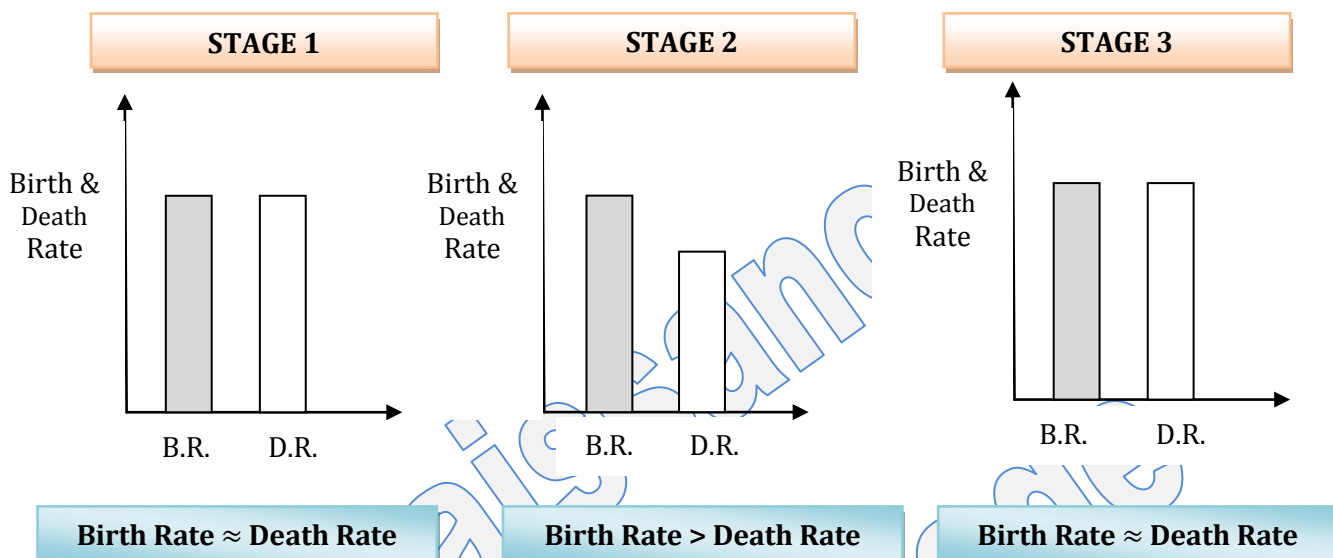 STAGE 1
STAGE 2
STAGE 3
Birth &
Death
Rate
Birth &
Death
Rate
Birth &
Death
Rate
B.R. D.R.
B.R. D.R.
B.R. D.R.
Birth Rate ≈ Death Rate
Birth Rate > Death Rate
Birth Rate ≈ Death Rate